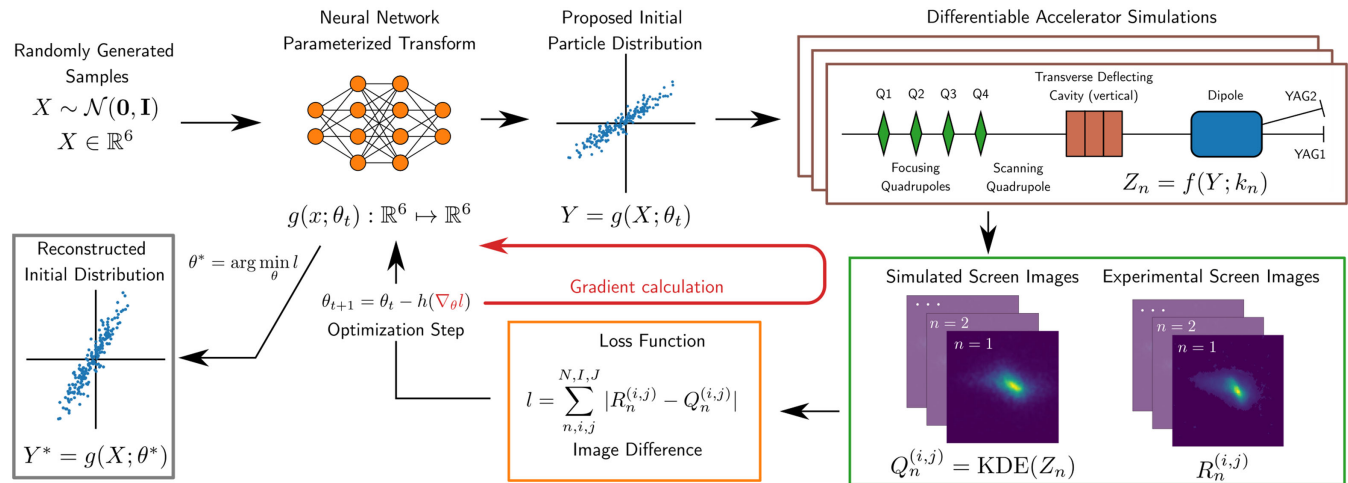 Randomly Generated
Samples
X ∼ 𝒩(𝟎, 𝐈)
X ∈ ℝ⁶
Neural Network
Parameterized Transform
g(x; θ_t) : ℝ⁶ ↦ ℝ⁶
Proposed Initial
Particle Distribution
Y = g(X; θ_t)
Differentiable Accelerator Simulations
Q1 Q2 Q3 Q4
Focusing
Quadrupoles
Scanning
Quadrupole
Transverse Deflecting
Cavity (vertical)
Dipole
YAG2
YAG1
Z_n = f(Y; k_n)
Simulated Screen Images
. . .
n = 2
n = 1
Q_n^{(i,j)} = KDE(Z_n)
Experimental Screen Images
. . .
n = 2
n = 1
R_n^{(i,j)}
Loss Function
l = ∑_{n,i,j}^{N,I,J} |R_n^{(i,j)} − Q_n^{(i,j)}|
Image Difference
Gradient calculation
θ_{t+1} = θ_t − h(∇_θ l)
Optimization Step
θ* = arg min_θ l
Reconstructed
Initial Distribution
Y* = g(X; θ*)